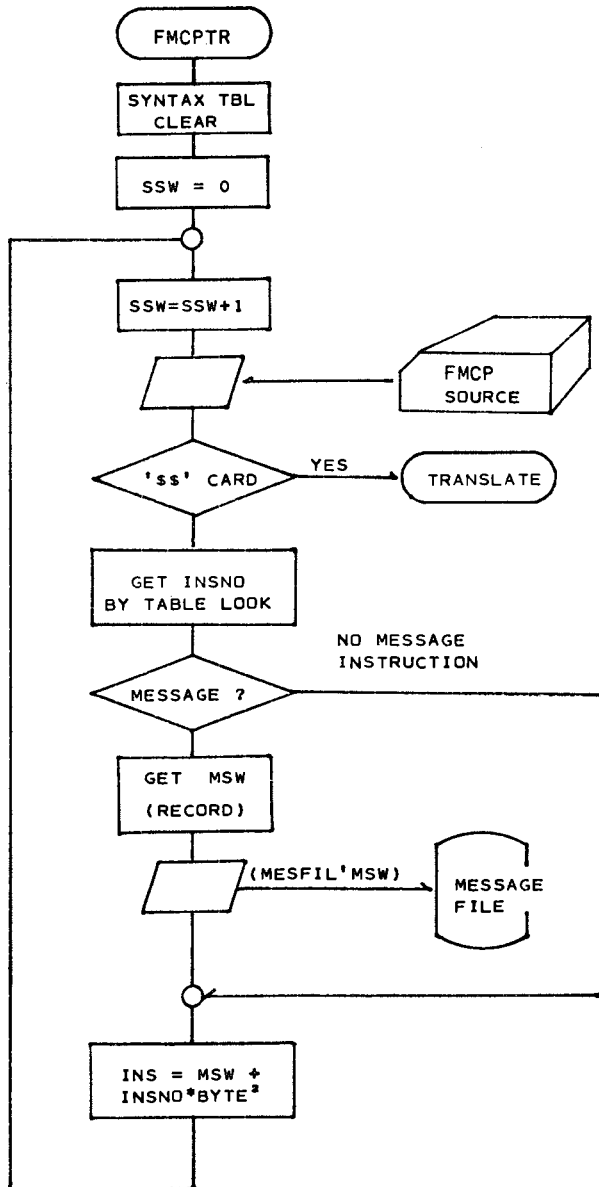 FMCPTR
SYNTAX TBL
CLEAR
SSW = 0
SSW=SSW+1
FMCP
SOURCE
'$$' CARD
YES
TRANSLATE
GET INSNO
BY TABLE LOOK
NO MESSAGE
INSTRUCTION
MESSAGE ?
GET MSW
(RECORD)
(MESFIL'MSW)
MESSAGE
FILE
INS = MSW +
INSNO*BYTE²